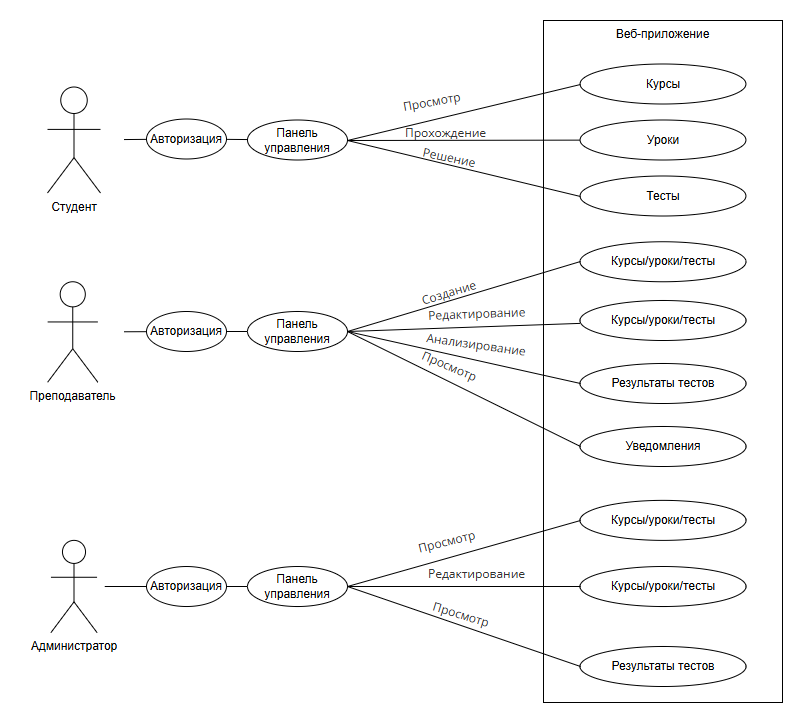 Веб-приложение
Просмотр
Курсы
Авторизация
Панель
управления
Прохождение
Уроки
Решение
Тесты
Студент
Создание
Курсы/уроки/тесты
Авторизация
Панель
управления
Редактирование
Курсы/уроки/тесты
Анализирование
Результаты тестов
Просмотр
Уведомления
Преподаватель
Просмотр
Курсы/уроки/тесты
Авторизация
Панель
управления
Редактирование
Курсы/уроки/тесты
Просмотр
Результаты тестов
Администратор